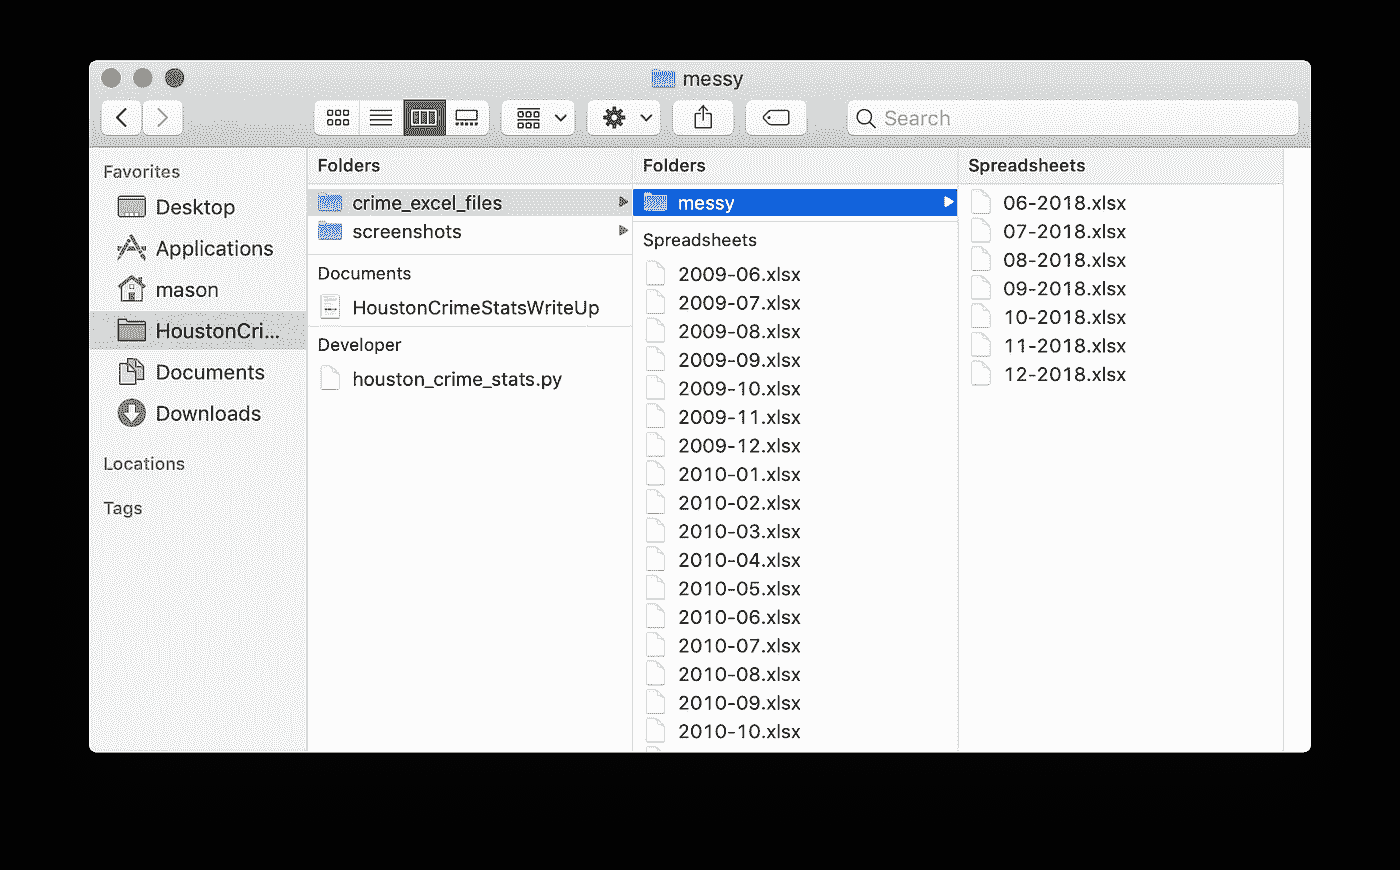 messy
Search
Favorites
Desktop
Applications
mason
HoustonCri...
Documents
Downloads
Locations
Tags
Folders
crime_excel_files
screenshots
Documents
HoustonCrimeStatsWriteUp
Developer
houston_crime_stats.py
Folders
messy
Spreadsheets
2009-06.xlsx
2009-07.xlsx
2009-08.xlsx
2009-09.xlsx
2009-10.xlsx
2009-11.xlsx
2009-12.xlsx
2010-01.xlsx
2010-02.xlsx
2010-03.xlsx
2010-04.xlsx
2010-05.xlsx
2010-06.xlsx
2010-07.xlsx
2010-08.xlsx
2010-09.xlsx
2010-10.xlsx
Spreadsheets
06-2018.xlsx
07-2018.xlsx
08-2018.xlsx
09-2018.xlsx
10-2018.xlsx
11-2018.xlsx
12-2018.xlsx